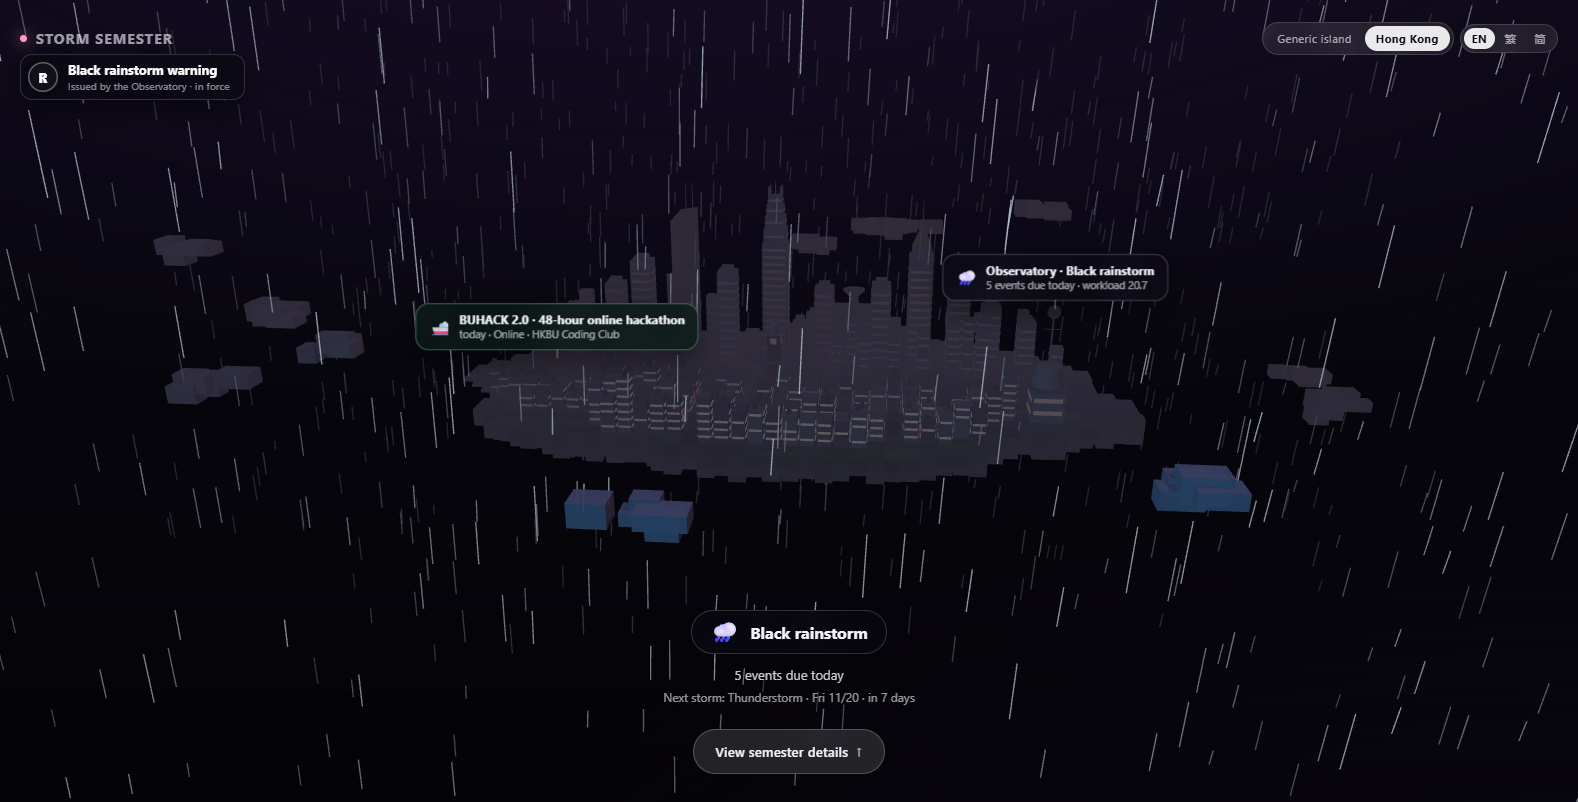 STORM SEMESTER
R
Black rainstorm warning
Issued by the Observatory · in force
Generic island
Hong Kong
EN
繁
简
Observatory · Black rainstorm
5 events due today · workload 20.7
BUHACK 2.0 · 48-hour online hackathon
today · Online · HKBU Coding Club
Black rainstorm
5 events due today
Next storm: Thunderstorm · Fri 11/20 · in 7 days
View semester details ↑